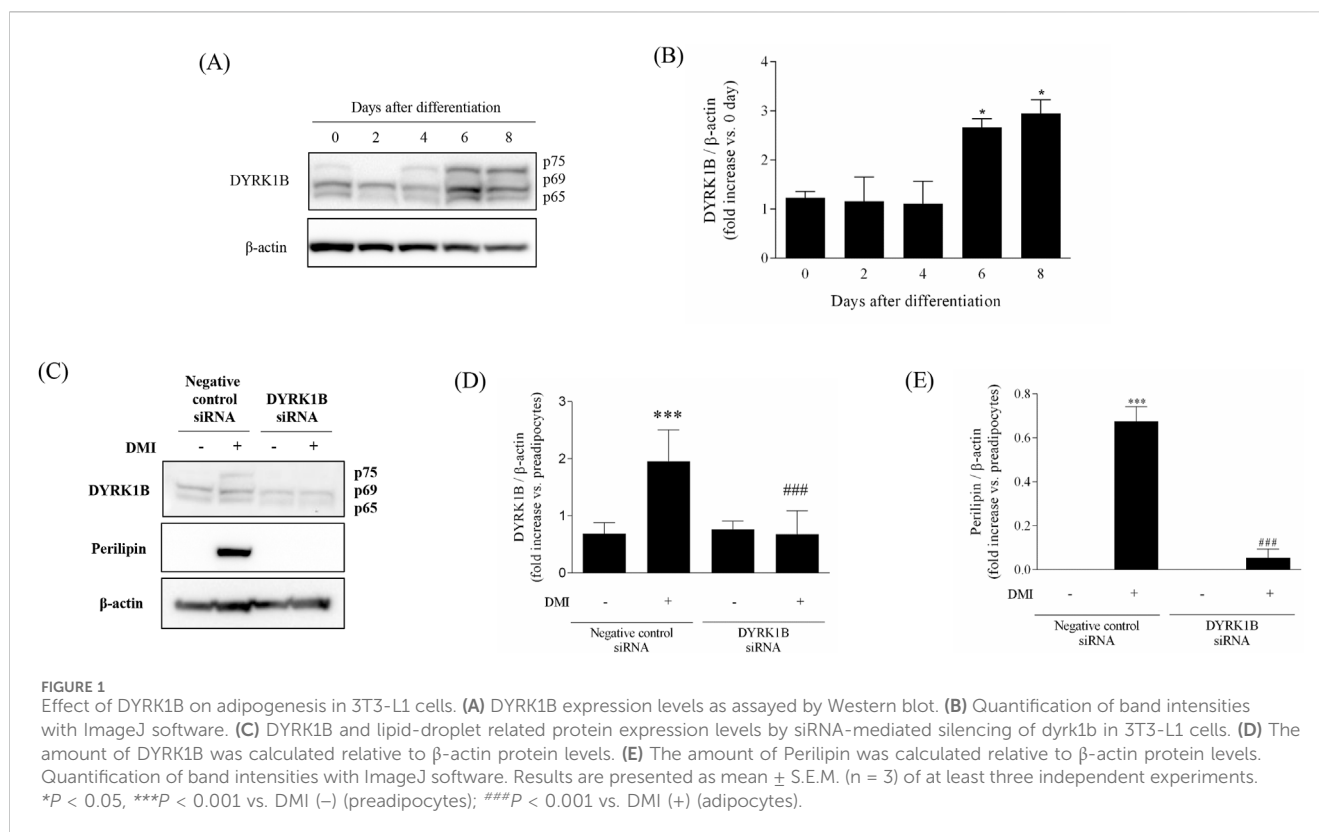 (A)
Days after differentiation
0 2 4 6 8
DYRK1B
p75
p69
p65
β-actin
(B)
DYRK1B / β-actin
(fold increase vs. 0 day)
4
3
2
1
0
*
*
0 2 4 6 8
Days after differentiation
(C)
Negative
control
siRNA
DYRK1B
siRNA
DMI - + - +
DYRK1B
p75
p69
p65
Perilipin
β-actin
(D)
DYRK1B / β-actin
(fold increase vs. preadipocytes)
3
2
1
0
***
###
DMI - + - +
Negative control
siRNA
DYRK1B
siRNA
(E)
Perilipin / β-actin
(fold increase vs. preadipocytes)
0.8
0.6
0.4
0.2
0.0
***
###
DMI - + - +
Negative control
siRNA
DYRK1B
siRNA
FIGURE 1
Effect of DYRK1B on adipogenesis in 3T3-L1 cells. (A) DYRK1B expression levels as assayed by Western blot. (B) Quantification of band intensities
with ImageJ software. (C) DYRK1B and lipid-droplet related protein expression levels by siRNA-mediated silencing of dyrk1b in 3T3-L1 cells. (D) The
amount of DYRK1B was calculated relative to β-actin protein levels. (E) The amount of Perilipin was calculated relative to β-actin protein levels.
Quantification of band intensities with ImageJ software. Results are presented as mean ± S.E.M. (n = 3) of at least three independent experiments.
*P < 0.05, ***P < 0.001 vs. DMI (−) (preadipocytes); ###P < 0.001 vs. DMI (+) (adipocytes).